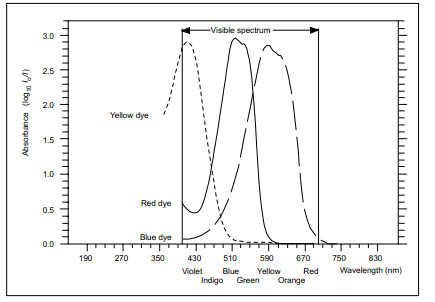 Visible spectrum
Absorbance (log10 Io/I)
3.0
2.5
2.0
1.5
1.0
0.5
0.0
Yellow dye
Red dye
Blue dye
190 270 350 430 510 590 670 750 830
Violet Blue Yellow Red Wavelength (nm)
Indigo Green Orange